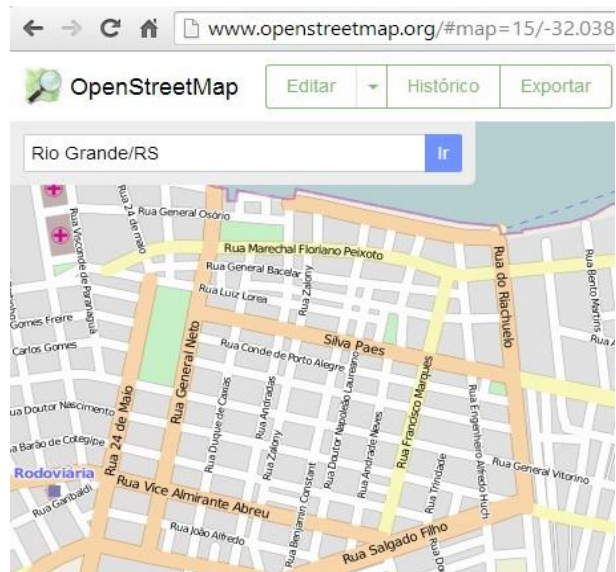 www.openstreetmap.org/#map=15/-32.038
OpenStreetMap
Editar
Histórico
Exportar
Rio Grande/RS
Ir
Rua 24 de maio
Rua General Osório
Rua Visconde de Paranaguá
Rua Marechal Floriano Peixoto
Rua do Riachuelo
Rua Bento Martins
Rua General Bacelar
Rua Zalony
Rua Luiz Lorea
Gomes Freire
Silva Paes
Carlos Gomes
Rua General Neto
Rua Conde de Porto Alegre
Rua Doutor Napoleão Laureano
Rua Francisco Marques
Rua Duque de Caxias
Rua Andradas
Rua Andrade Neves
Rua Engenheiro Alfredo Huch
ua Doutor Nascimento
Rua 24 de Maio
a Barão de Cotegipe
Rua Zalony
Rua Trindade
Rua General Vitorino
Rodoviária
Rua Benjamin Constant
Rua Vice Almirante Abreu
Rua Garibaldi
Rua João Alfredo
Rua Salgado Filho